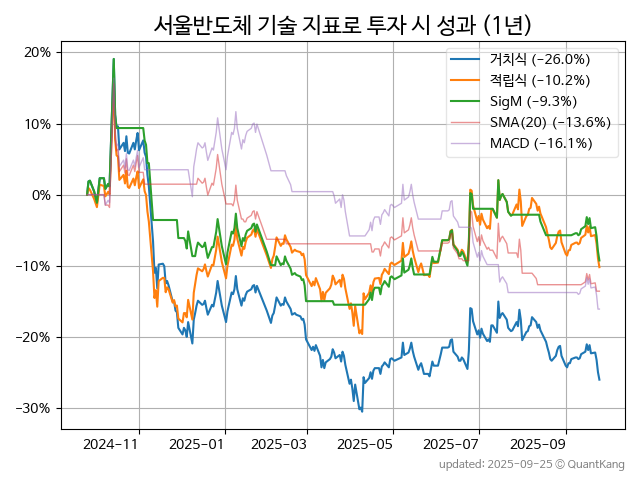 서울반도체 기술 지표로 투자 시 성과 (1년)
거치식 (−26.0%)
적립식 (−10.2%)
SigM (−9.3%)
SMA(20) (−13.6%)
MACD (−16.1%)
20%
10%
0%
−10%
−20%
−30%
2024−11 2025−01 2025−03 2025−05 2025−07 2025−09
updated: 2025−09−25 ⓒ QuantKang